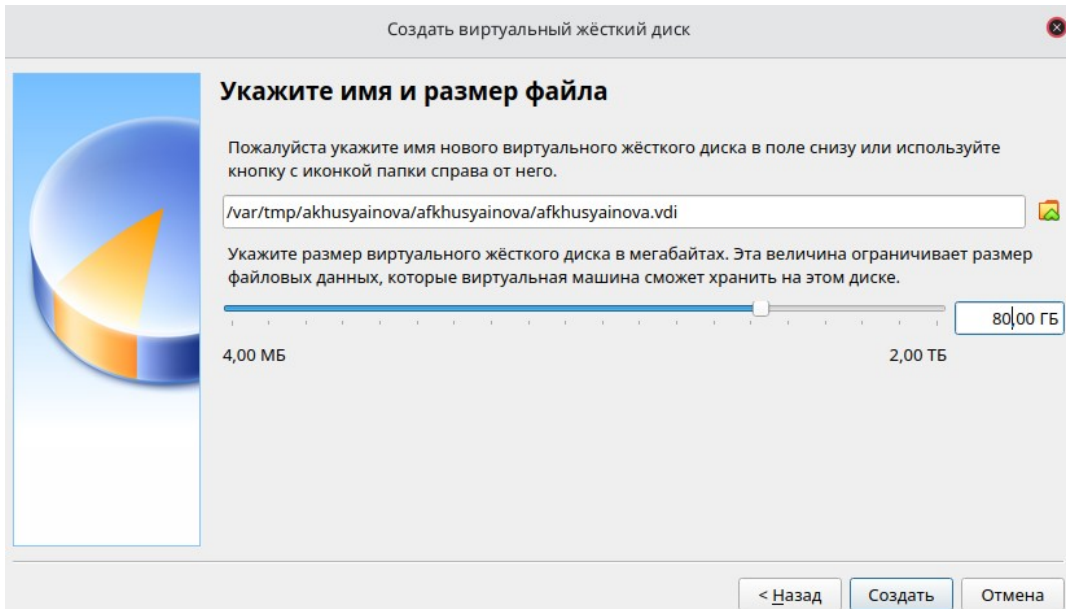 Создать виртуальный жёсткий диск
Укажите имя и размер файла
Пожалуйста укажите имя нового виртуального жёсткого диска в поле снизу или используйте
кнопку с иконкой папки справа от него.
/var/tmp/akhusyainova/afkhusyainova/afkhusyainova.vdi
Укажите размер виртуального жёсткого диска в мегабайтах. Эта величина ограничивает размер
файловых данных, которые виртуальная машина сможет хранить на этом диске.
80,00 ГБ
4,00 МБ
2,00 ТБ
< Назад
Создать
Отмена